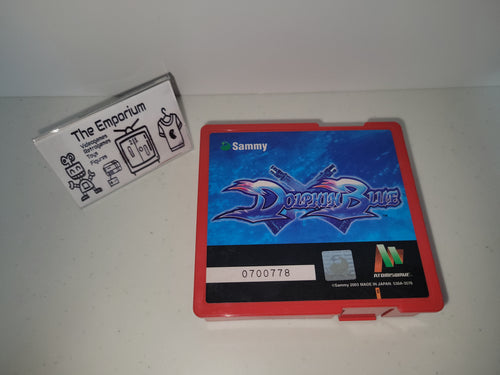 The Emporium
Videogames
Retrogames
Toys
Figures
Sammy
DOLPHIN BLUE
0700778
ATOMISWAVE
©Sammy 2003 MADE IN JAPAN